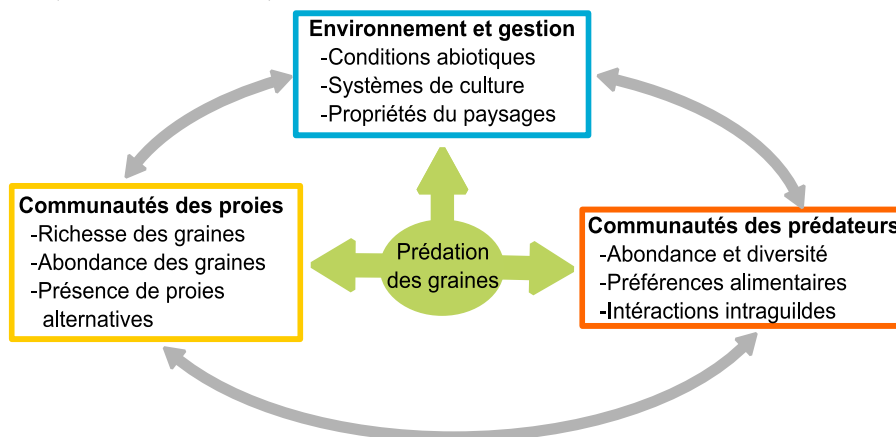 Environnement et gestion
-Conditions abiotiques
-Systèmes de culture
-Propriétés du paysages
Communautés des proies
-Richesse des graines
-Abondance des graines
-Présence de proies
alternatives
Prédation
des graines
Communautés des prédateurs
-Abondance et diversité
-Préférences alimentaires
-Intéractions intraguildes